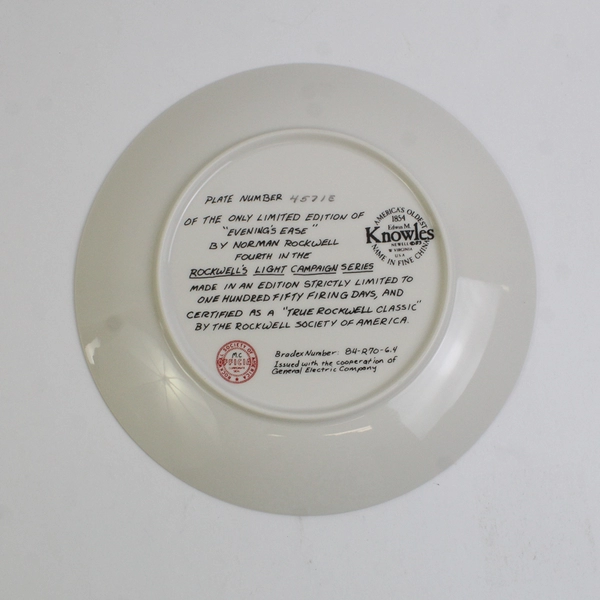 PLATE NUMBER
OF THE ONLY LIMITED EDITION OF
"EVENING'S EASE"
BY NORMAN ROCKWELL
FOURTH IN THE
ROCKWELL'S LIGHT CAMPAIGN SERIES
MADE IN AN EDITION STRICTLY LIMITED TO
ONE HUNDRED FIFTY FIRING DAYS, AND
CERTIFIED AS A "TRUE ROCKWELL CLASSIC"
BY THE ROCKWELL SOCIETY OF AMERICA.
AMERICA'S OLDEST
1854
Edwin M.
Knowles
NEWELL
W VIRGINIA
U.S.A
NAME IN FINE CHINA
Bradex Number: 84-R70-6.4
Issued with the cooperation of
General Electric Company